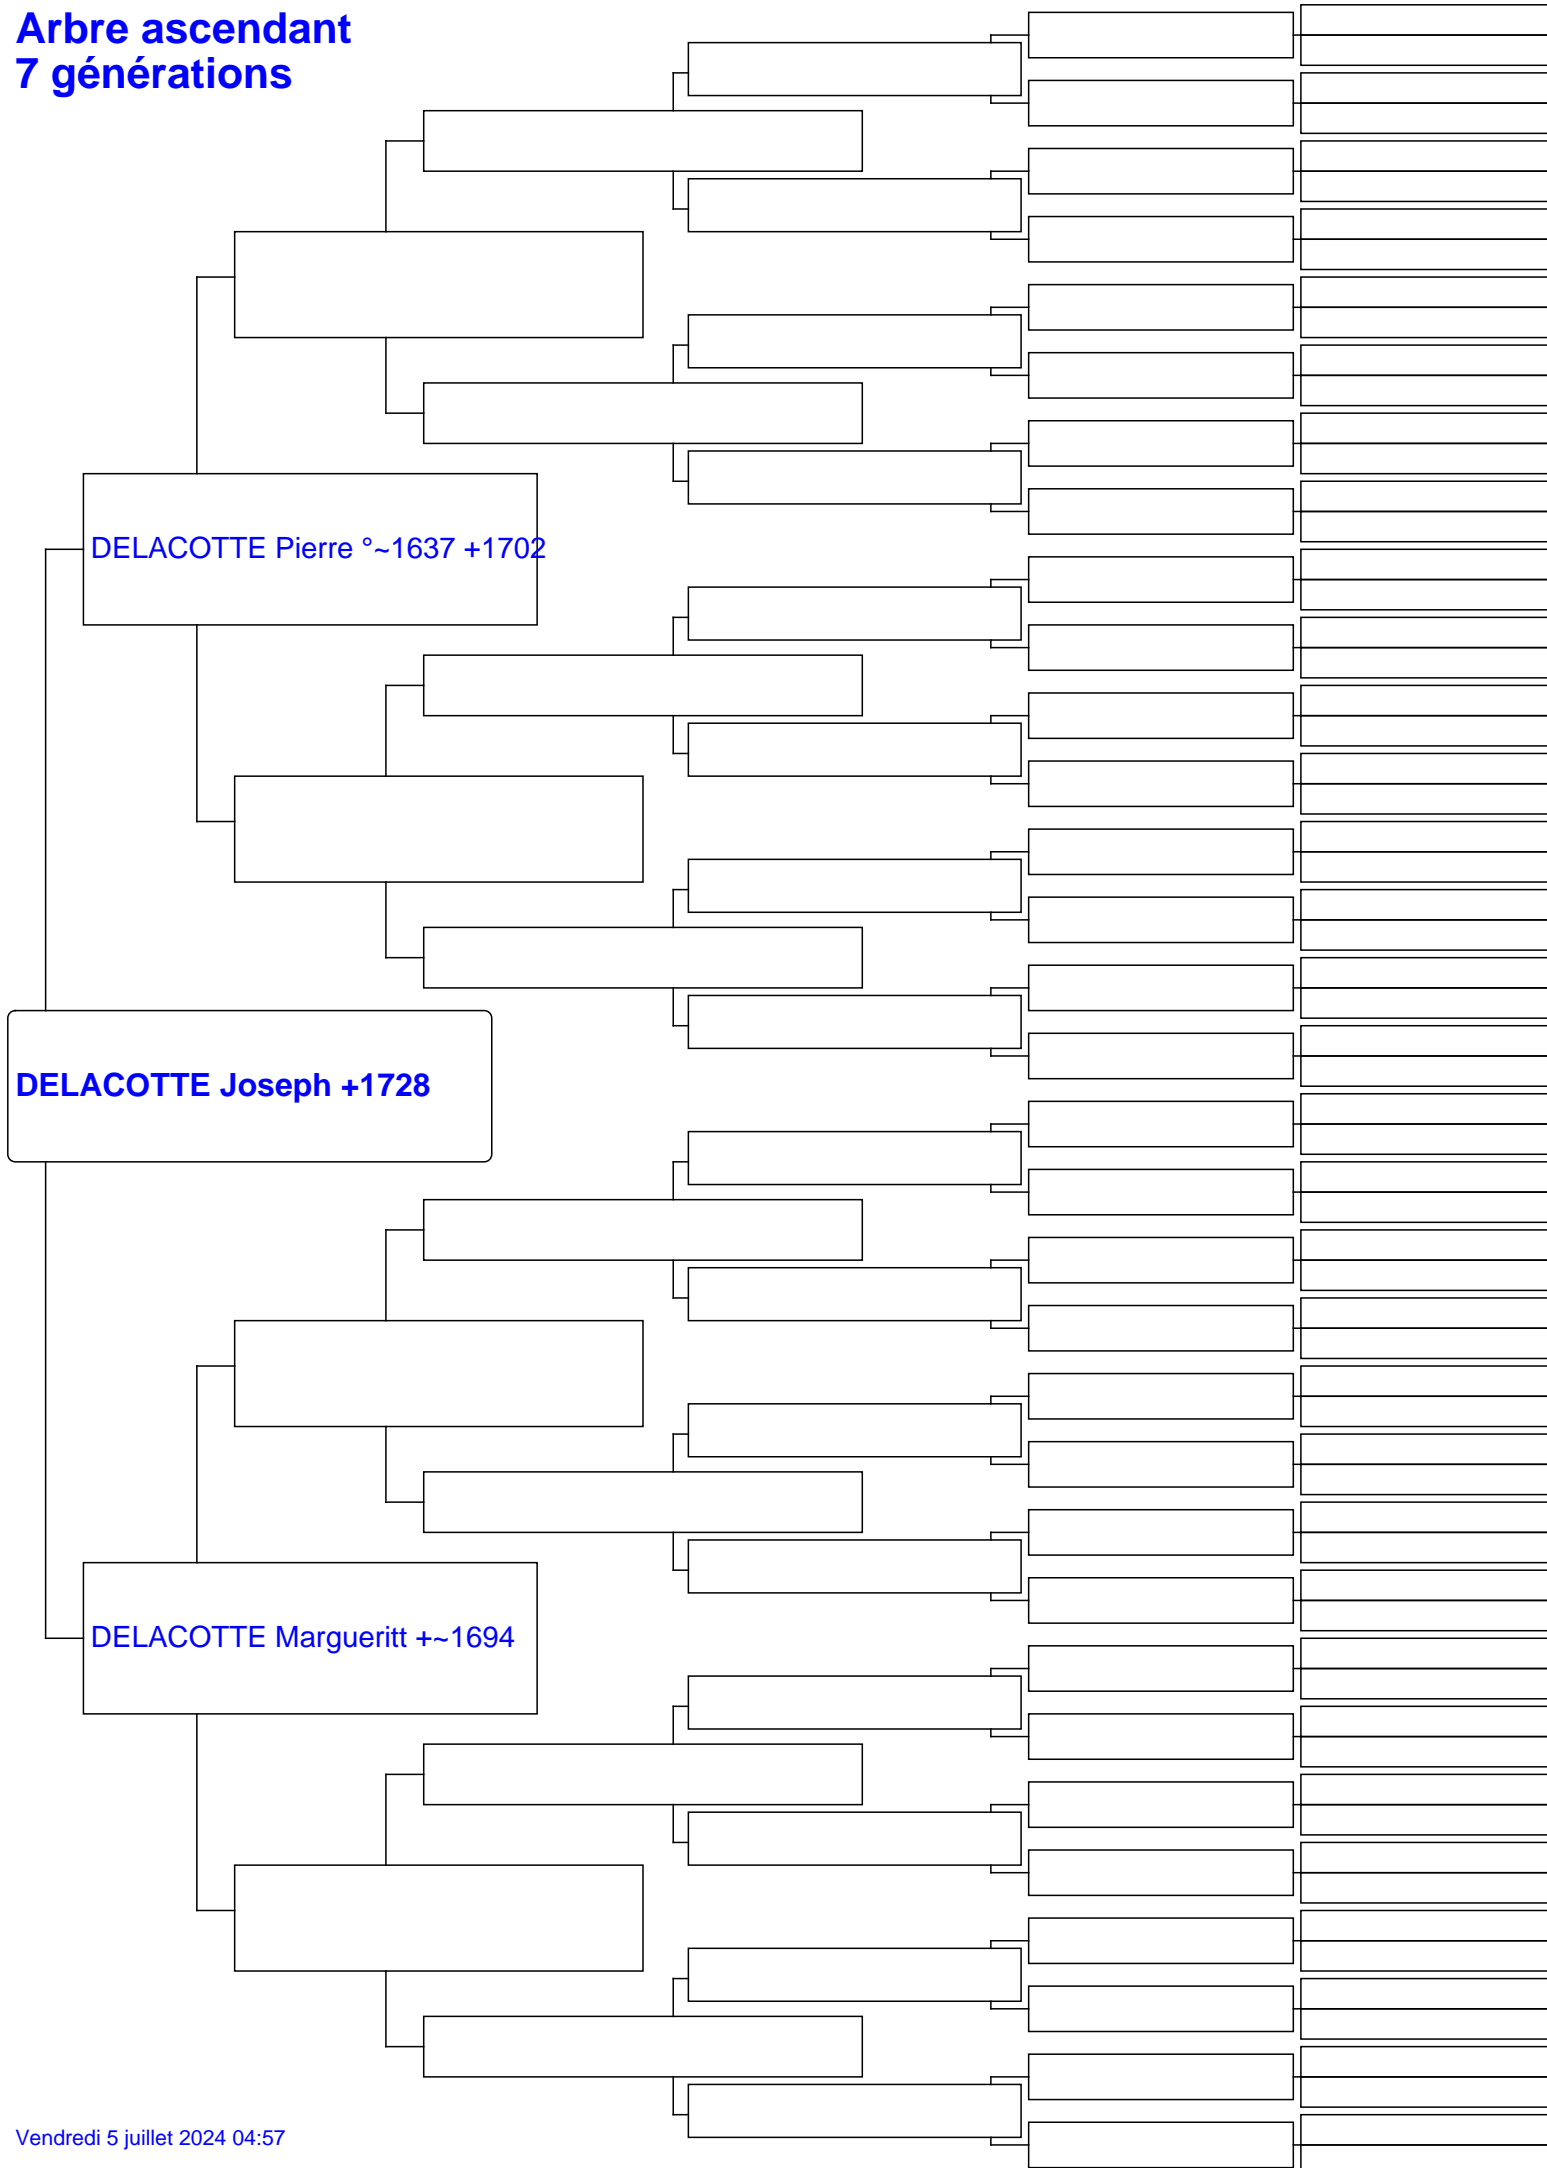 Arbre ascendant
7 générations
DELACOTTE Pierre °~1637 +1702
DELACOTTE Joseph +1728
DELACOTTE Margueritt +~1694
Vendredi 5 juillet 2024 04:57